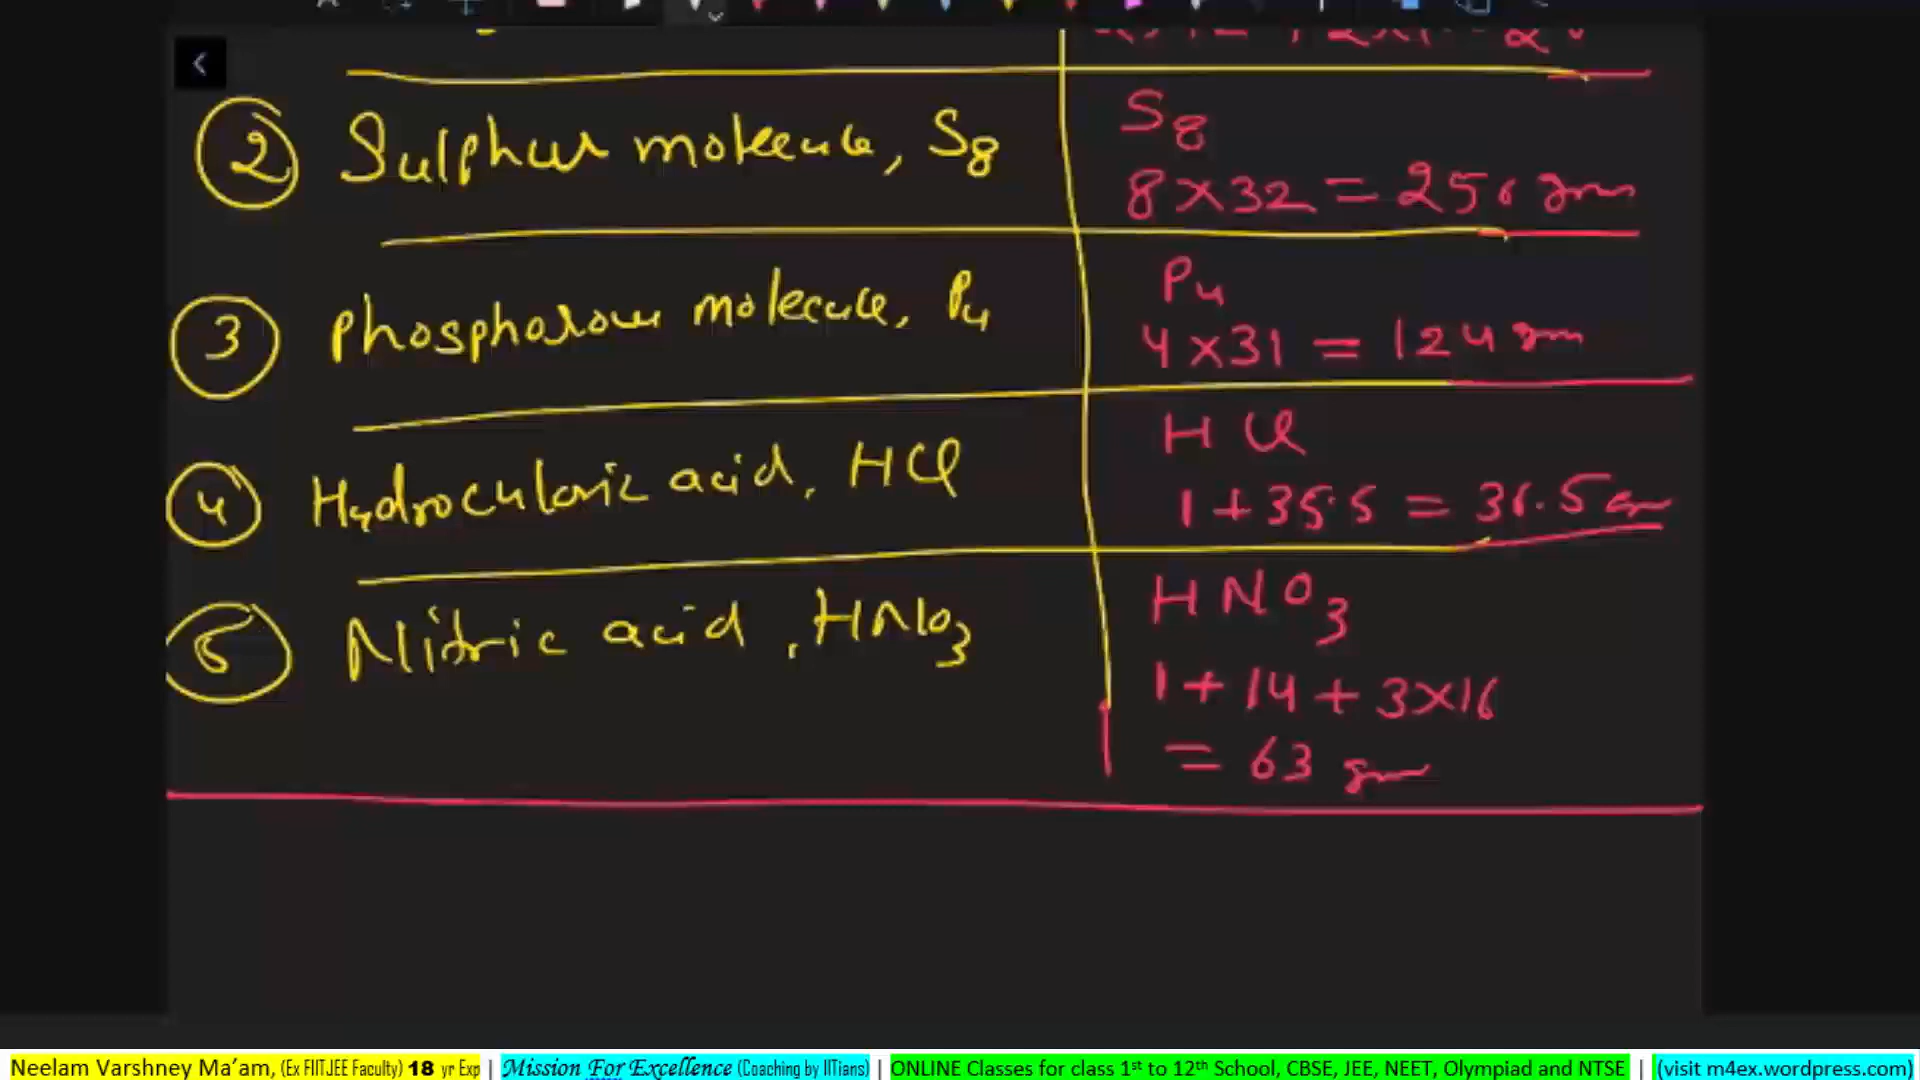 ② Sulphur molecule, S8
S8
8 × 32 = 256 gm
③ Phosphorous molecule, P4
P4
4 × 31 = 124 gm
④ Hydrochloric acid, HCl
HCl
1 + 35.5 = 36.5 gm
⑤ Nitric acid, HNO3
HNO3
1 + 14 + 3×16
= 63 gm
Neelam Varshney Ma'am, (Ex FIITJEE Faculty) 18 yr Exp | Mission For Excellence (Coaching by IITians) | ONLINE Classes for class 1st to 12th School, CBSE, JEE, NEET, Olympiad and NTSE | (visit m4ex.wordpress.com)